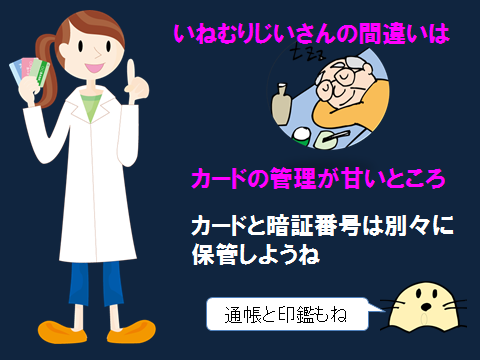 いねむりじいさんの間違いは
tzz
カードの管理が甘いところ
カードと暗証番号は別々に
保管しようね
通帳と印鑑もね